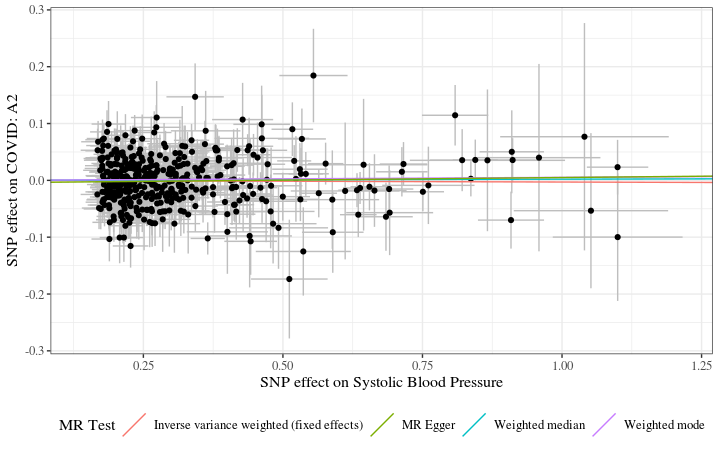 0.3
0.2
0.1
0.0
-0.1
-0.2
-0.3
SNP effect on COVID: A2
0.25
0.50
0.75
1.00
1.25
SNP effect on Systolic Blood Pressure
MR Test
Inverse variance weighted (fixed effects)
MR Egger
Weighted median
Weighted mode